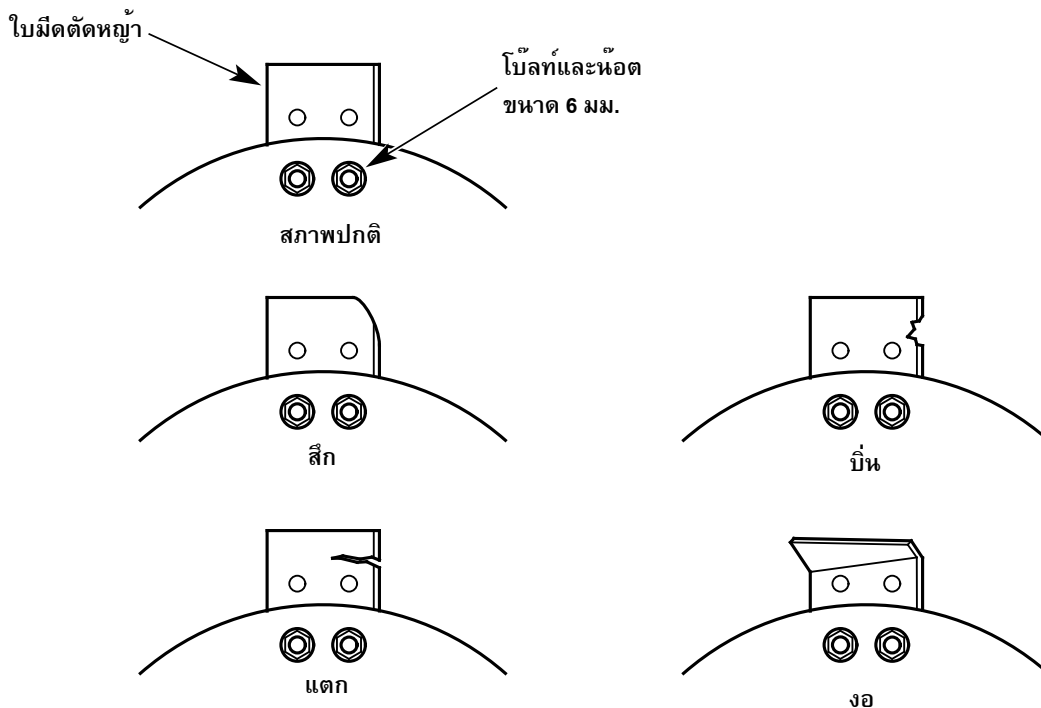 ใบมีดตัดหญ้า
โบ๊ลท์และน๊อต
ขนาด 6 มม.
สภาพปกติ
สึก
บิ่น
แตก
งอ